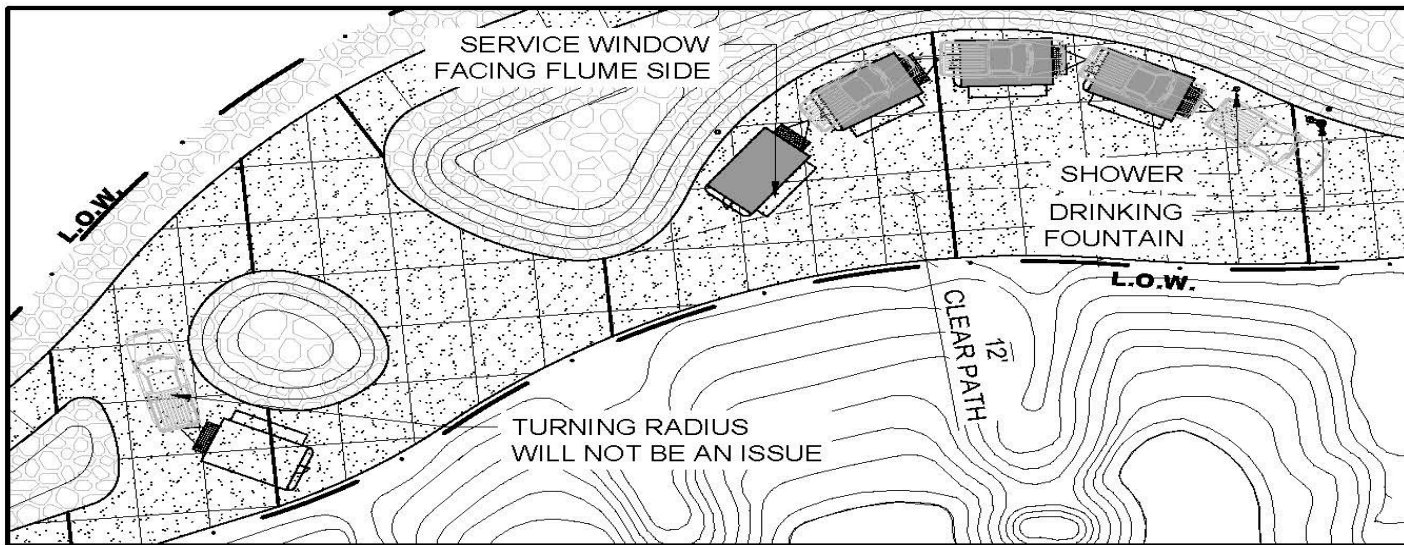 SERVICE WINDOW
FACING FLUME SIDE
L.O.W.
SHOWER
DRINKING
FOUNTAIN
L.O.W.
12'
CLEAR PATH
TURNING RADIUS
WILL NOT BE AN ISSUE